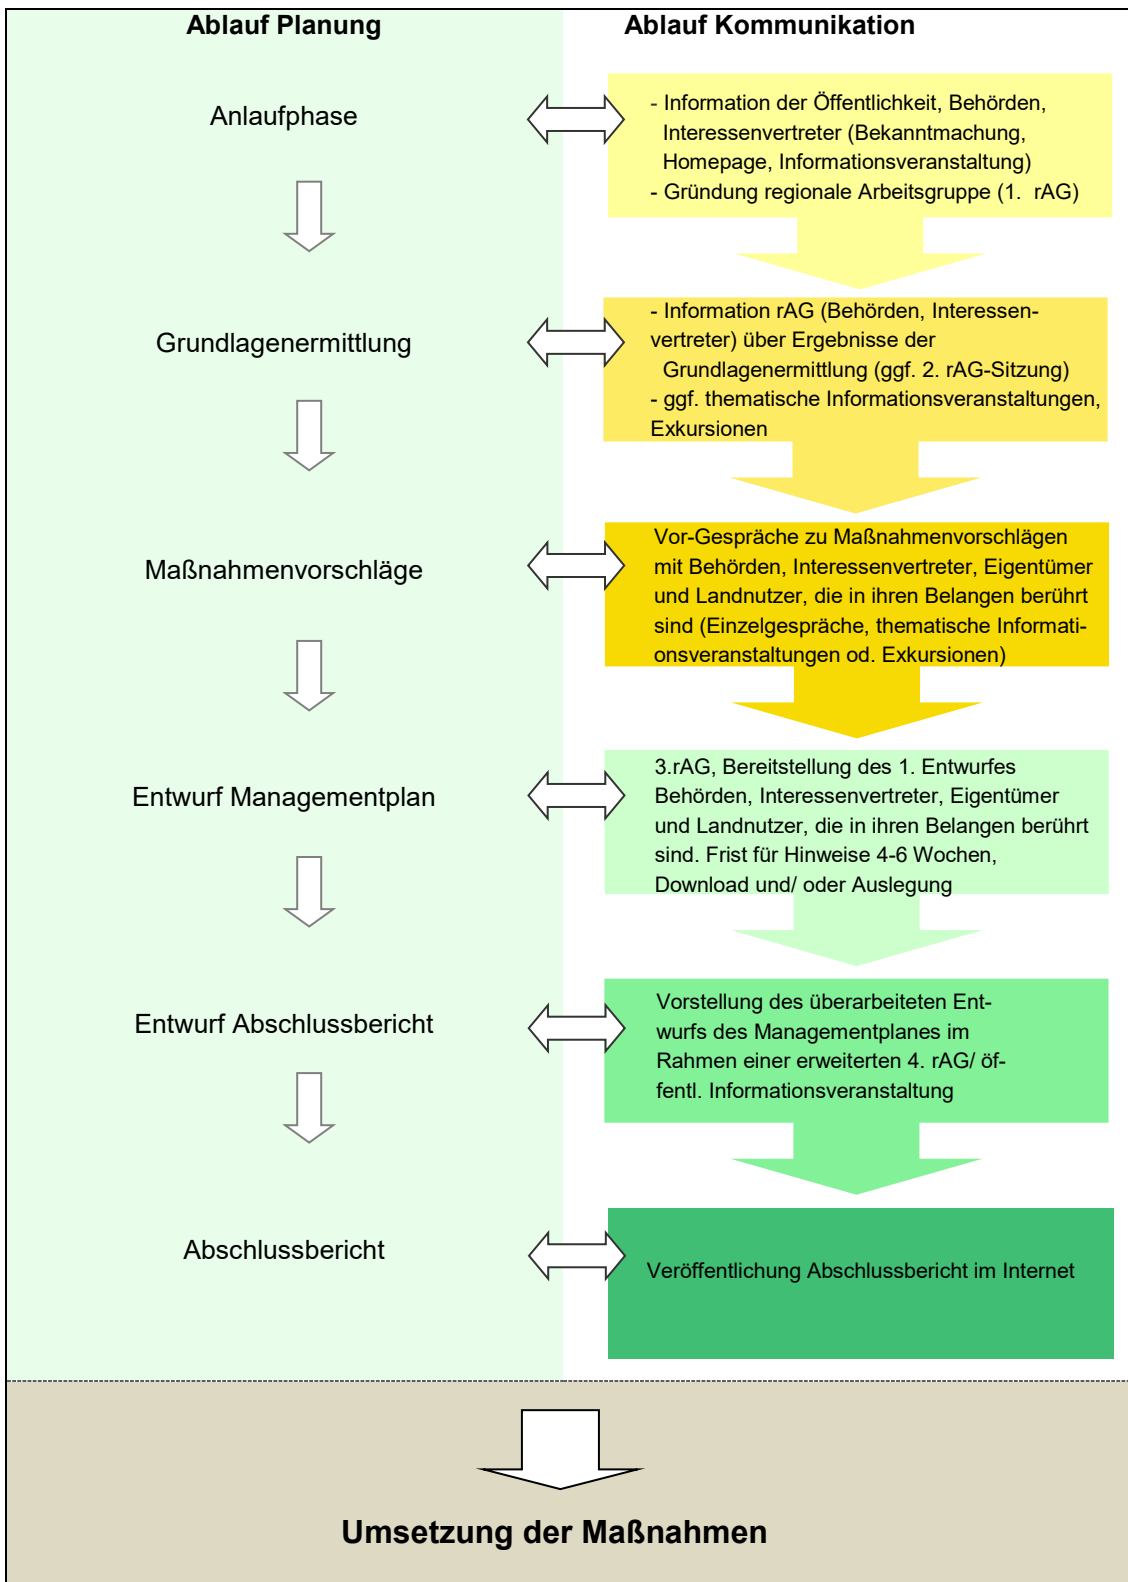 Ablauf Planung
Ablauf Kommunikation
Anlaufphase
- Information der Öffentlichkeit, Behörden,
Interessenvertreter (Bekanntmachung,
Homepage, Informationsveranstaltung)
- Gründung regionale Arbeitsgruppe (1. rAG)
Grundlagenermittlung
- Information rAG (Behörden, Interessen-
vertreter) über Ergebnisse der
Grundlagenermittlung (ggf. 2. rAG-Sitzung)
- ggf. thematische Informationsveranstaltungen,
Exkursionen
Maßnahmenvorschläge
Vor-Gespräche zu Maßnahmenvorschlägen
mit Behörden, Interessenvertreter, Eigentümer
und Landnutzer, die in ihren Belangen berührt
sind (Einzelgespräche, thematische Informati-
onsveranstaltungen od. Exkursionen)
Entwurf Managementplan
3.rAG, Bereitstellung des 1. Entwurfes
Behörden, Interessenvertreter, Eigentümer
und Landnutzer, die in ihren Belangen berührt
sind. Frist für Hinweise 4-6 Wochen,
Download und/ oder Auslegung
Entwurf Abschlussbericht
Vorstellung des überarbeiteten Ent-
wurfs des Managementplanes im
Rahmen einer erweiterten 4. rAG/ öf-
fentl. Informationsveranstaltung
Abschlussbericht
Veröffentlichung Abschlussbericht im Internet
Umsetzung der Maßnahmen